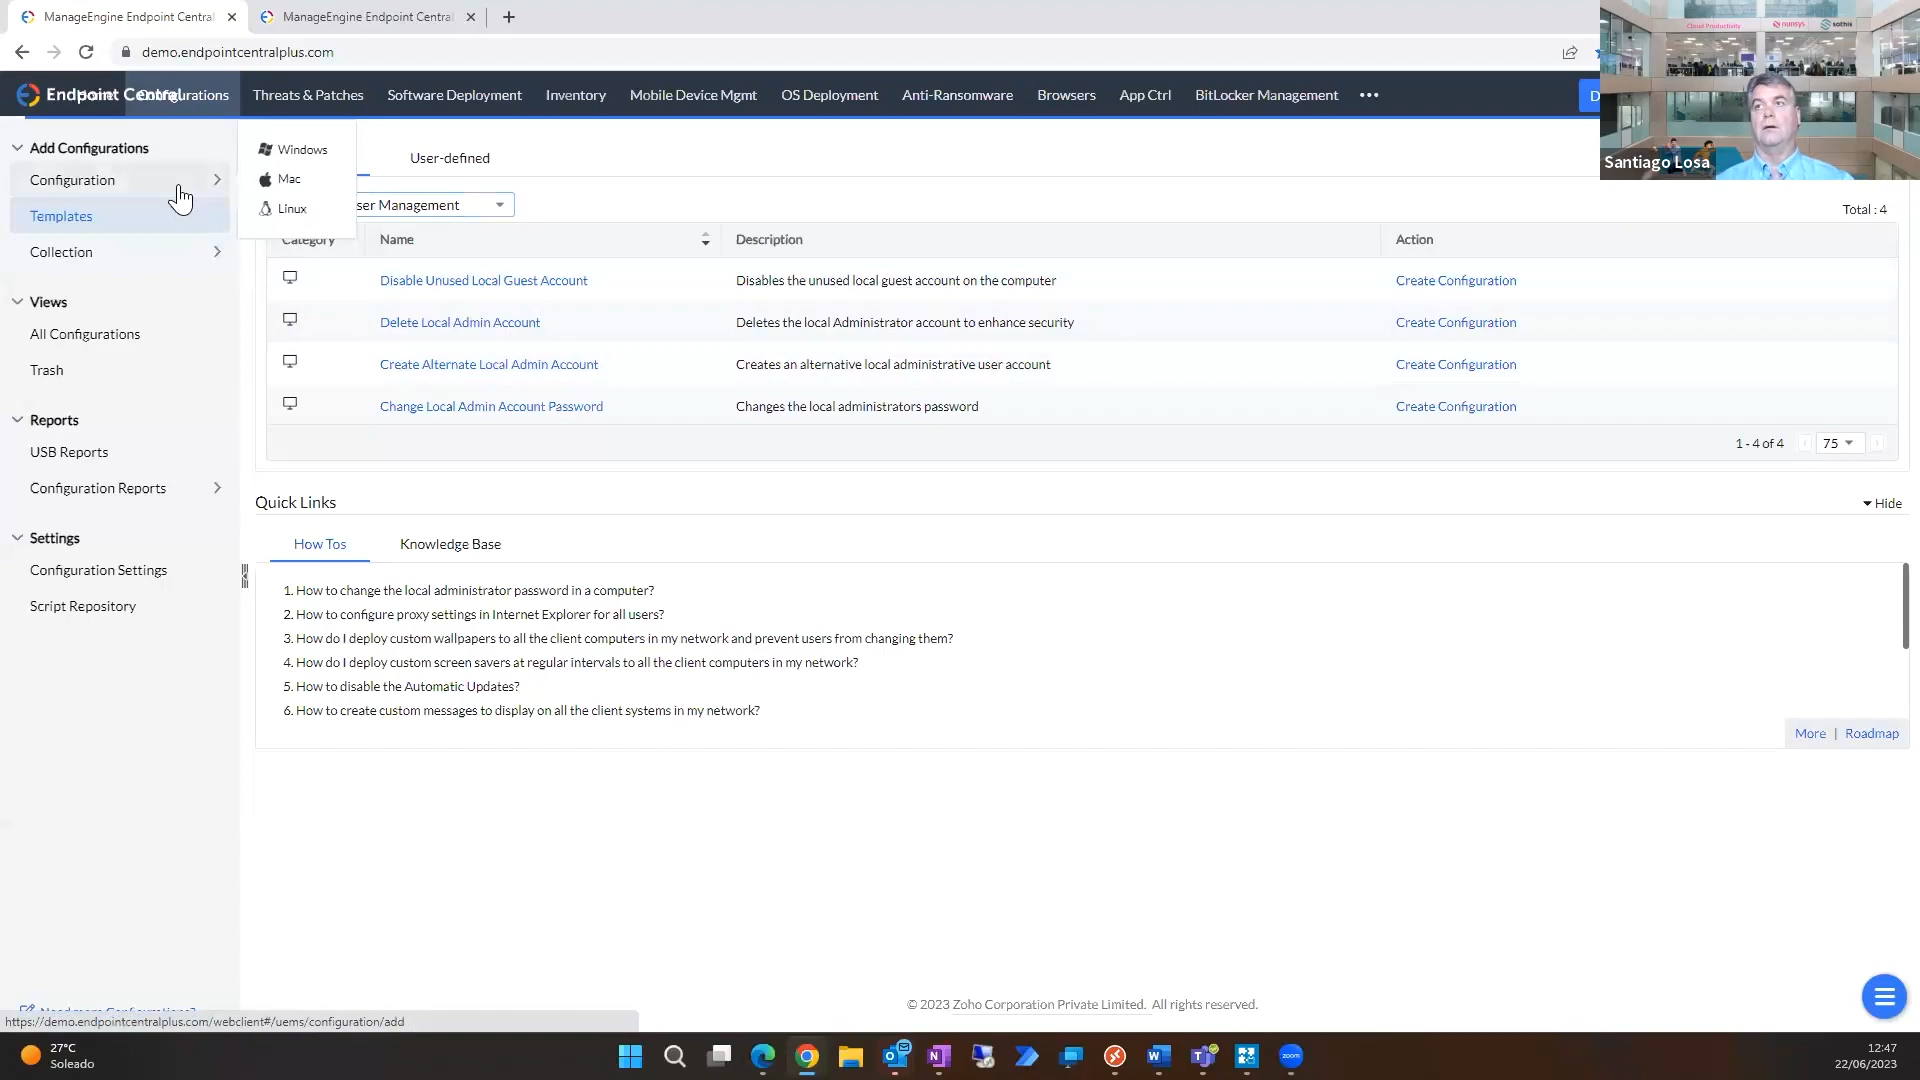 ManageEngine Endpoint Central
ManageEngine Endpoint Central
demo.endpointcentralplus.com
Endpoint Central
Configurations
Threats & Patches
Software Deployment
Inventory
Mobile Device Mgmt
OS Deployment
Anti-Ransomware
Browsers
App Ctrl
BitLocker Management
D
Cloud Productivity
nunsys
sothis
Santiago Losa
Add Configurations
Configuration
Templates
Collection
Views
All Configurations
Trash
Reports
USB Reports
Configuration Reports
Settings
Configuration Settings
Script Repository
Windows
Mac
Linux
User-defined
ser Management
Total : 4
Category Name Description Action
Disable Unused Local Guest Account Disables the unused local guest account on the computer Create Configuration
Delete Local Admin Account Deletes the local Administrator account to enhance security Create Configuration
Create Alternate Local Admin Account Creates an alternative local administrative user account Create Configuration
Change Local Admin Account Password Changes the local administrators password Create Configuration
1 - 4 of 4 75
Quick Links
Hide
How Tos Knowledge Base
1. How to change the local administrator password in a computer?
2. How to configure proxy settings in Internet Explorer for all users?
3. How do I deploy custom wallpapers to all the client computers in my network and prevent users from changing them?
4. How do I deploy custom screen savers at regular intervals to all the client computers in my network?
5. How to disable the Automatic Updates?
6. How to create custom messages to display on all the client systems in my network?
More | Roadmap
© 2023 Zoho Corporation Private Limited. All rights reserved.
Need more Configurations?
https://demo.endpointcentralplus.com/webclient#/uems/configuration/add
27°C
Soleado
zoom
12:47
22/06/2023